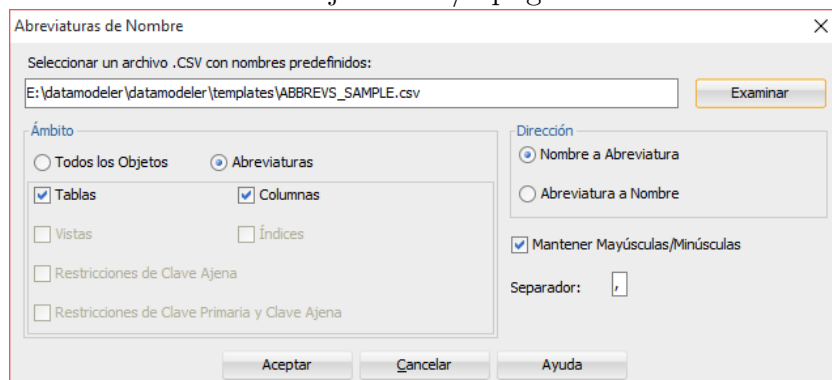 Abreviaturas de Nombre
Seleccionar un archivo .CSV con nombres predefinidos:
E:\datamodeler\datamodeler\templates\ABBREVS_SAMPLE.csv Examinar
Ámbito
Todos los Objetos Abreviaturas
Tablas Columnas
Vistas Índices
Restricciones de Clave Ajena
Restricciones de Clave Primaria y Clave Ajena
Dirección
Nombre a Abreviatura
Abreviatura a Nombre
Mantener Mayúsculas/Minúsculas
Separador: ,
Aceptar Cancelar Ayuda